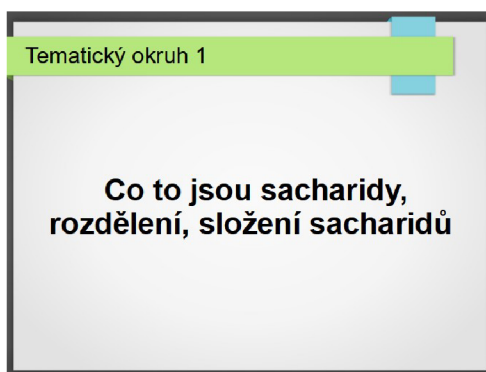 Tematický okruh 1
Co to jsou sacharidy,
rozdělení, složení sacharidů